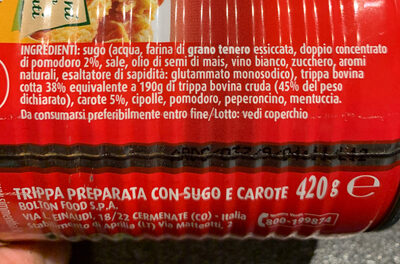 INGREDIENTI: sugo (acqua, farina di grano tenero essiccata, doppio concentrato
di pomodoro 2%, sale, olio di semi di mais, vino bianco, zucchero, aromi
naturali, esaltatore di sapidità: glutammato monosodico), trippa bovina
cotta 38% equivalente a 190g di trippa bovina cruda (45% del peso
dichiarato), carote 5%, cipolle, pomodoro, peperoncino, mentuccia.
Da consumarsi preferibilmente entro fine/Lotto: vedi coperchio
TRIPPA PREPARATA CON SUGO E CAROTE 420g e
BOLTON FOOD S.P.A.
VIA L. EINAUDI, 18/22 CERMENATE (CO) - Italia
Stabilimento di Aprilia (LT) Via Matteotti, 2
800-199824